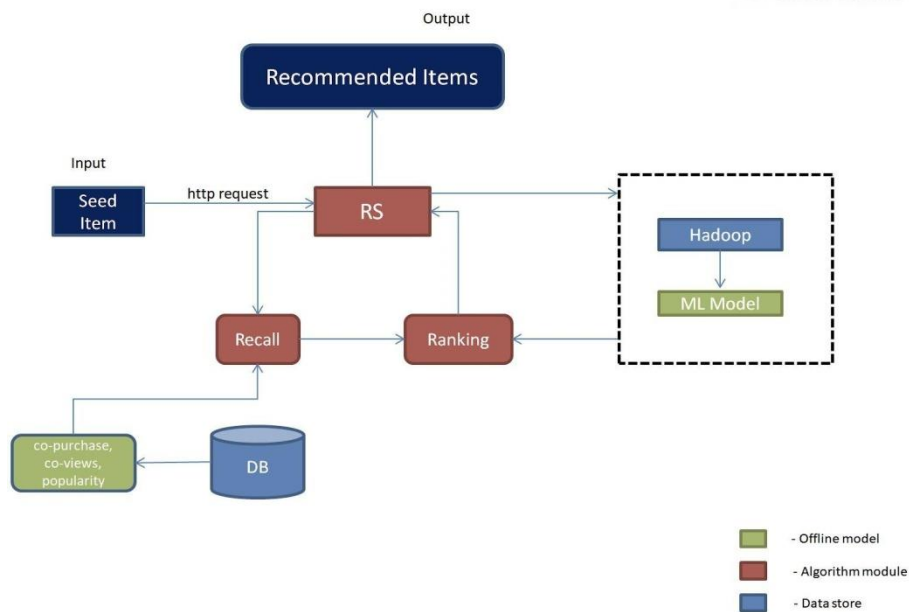 Output
Recommended Items
Input
Seed
Item
http request
RS
Hadoop
ML Model
Recall
Ranking
co-purchase,
co-views,
popularity
DB
- Offline model
- Algorithm module
- Data store